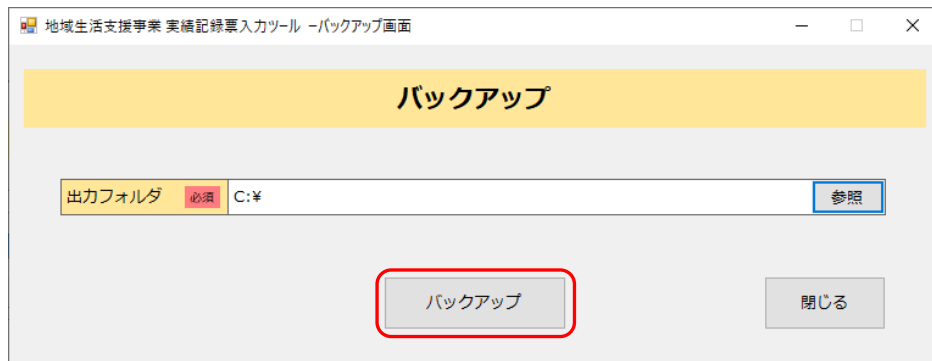 地域生活支援事業 実績記録票入力ツール −バックアップ画面
バックアップ
出力フォルダ 必須 C:¥ 参照
バックアップ 閉じる